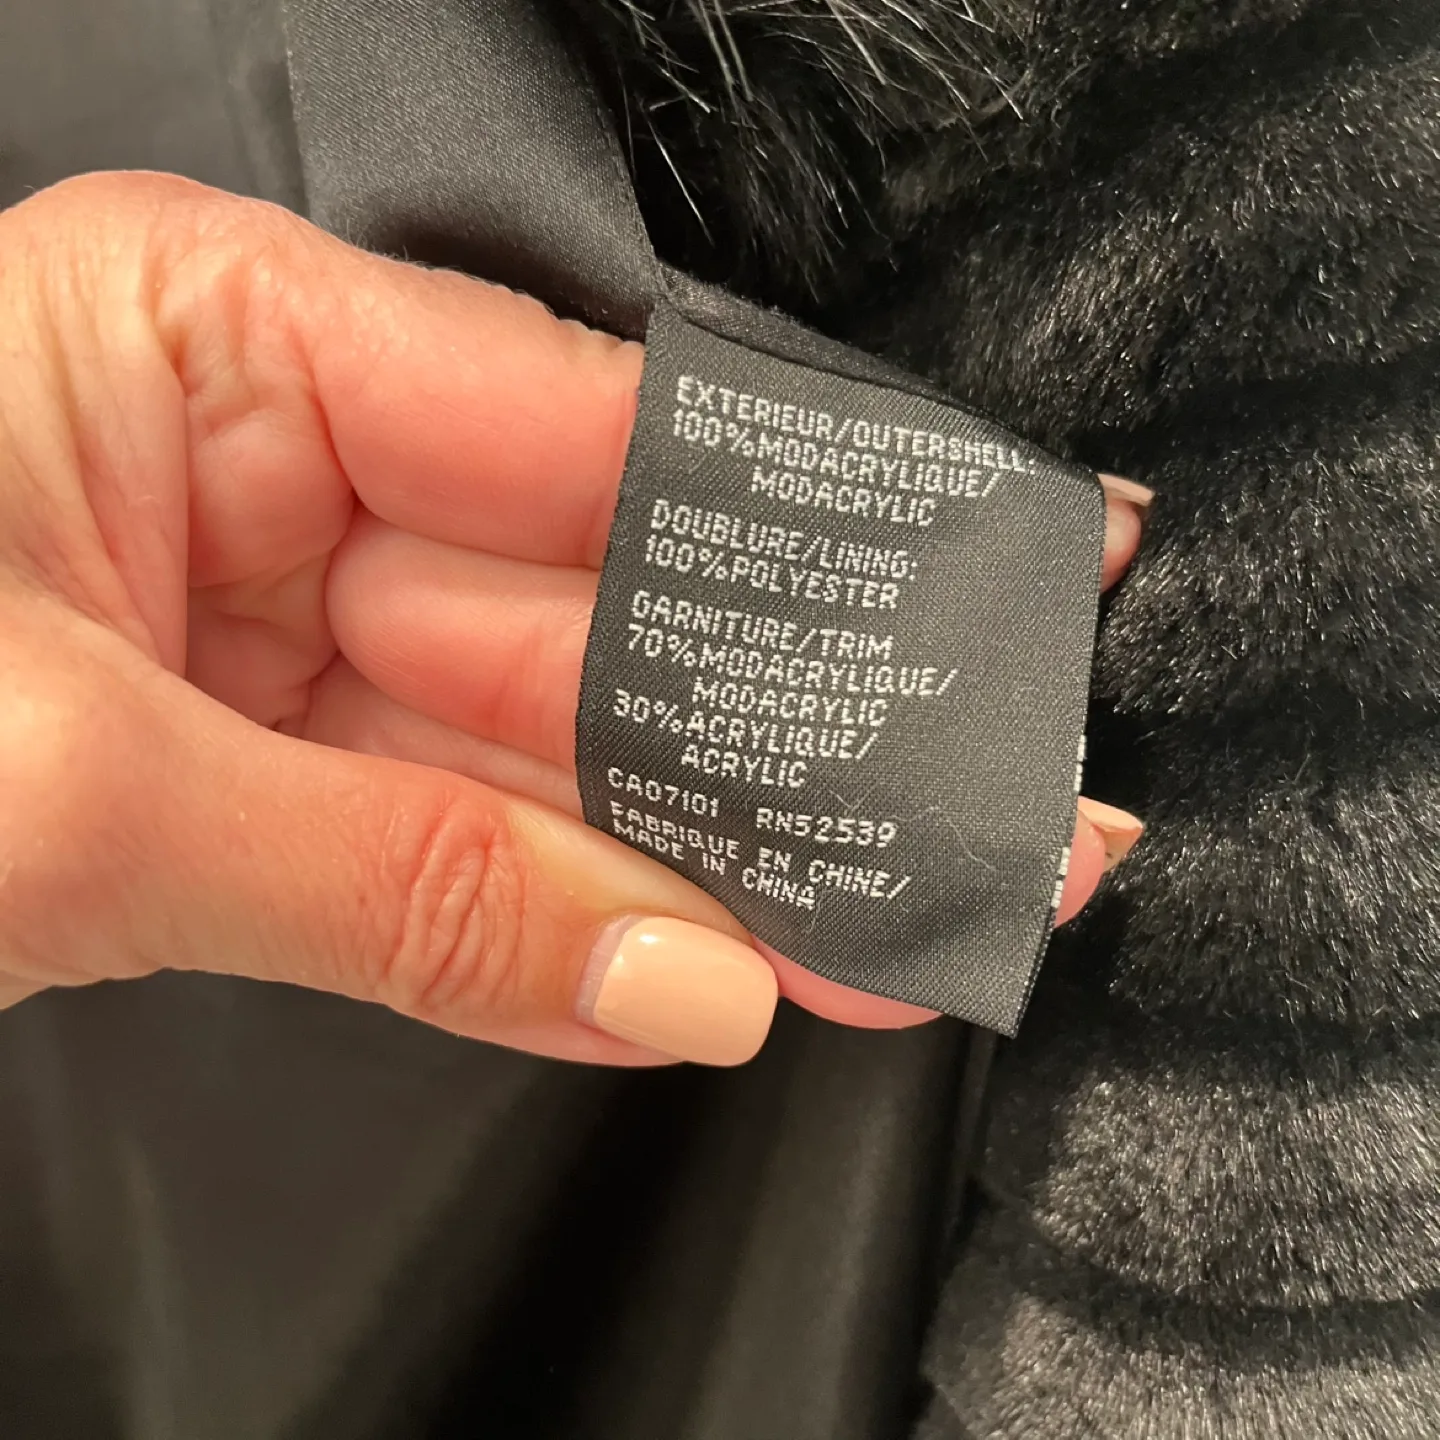 EXTERIEUR/OUTERSHELL:
100%MODACRYLIQUE/
MODACRYLIC
DOUBLURE/LINING:
100%POLYESTER
GARNITURE/TRIM
70%MODACRYLIQUE/
MODACRYLIC
30%ACRYLIQUE/
ACRYLIC
CA07101 RN52539
FABRIQUE EN CHINE/
MADE IN CHINA